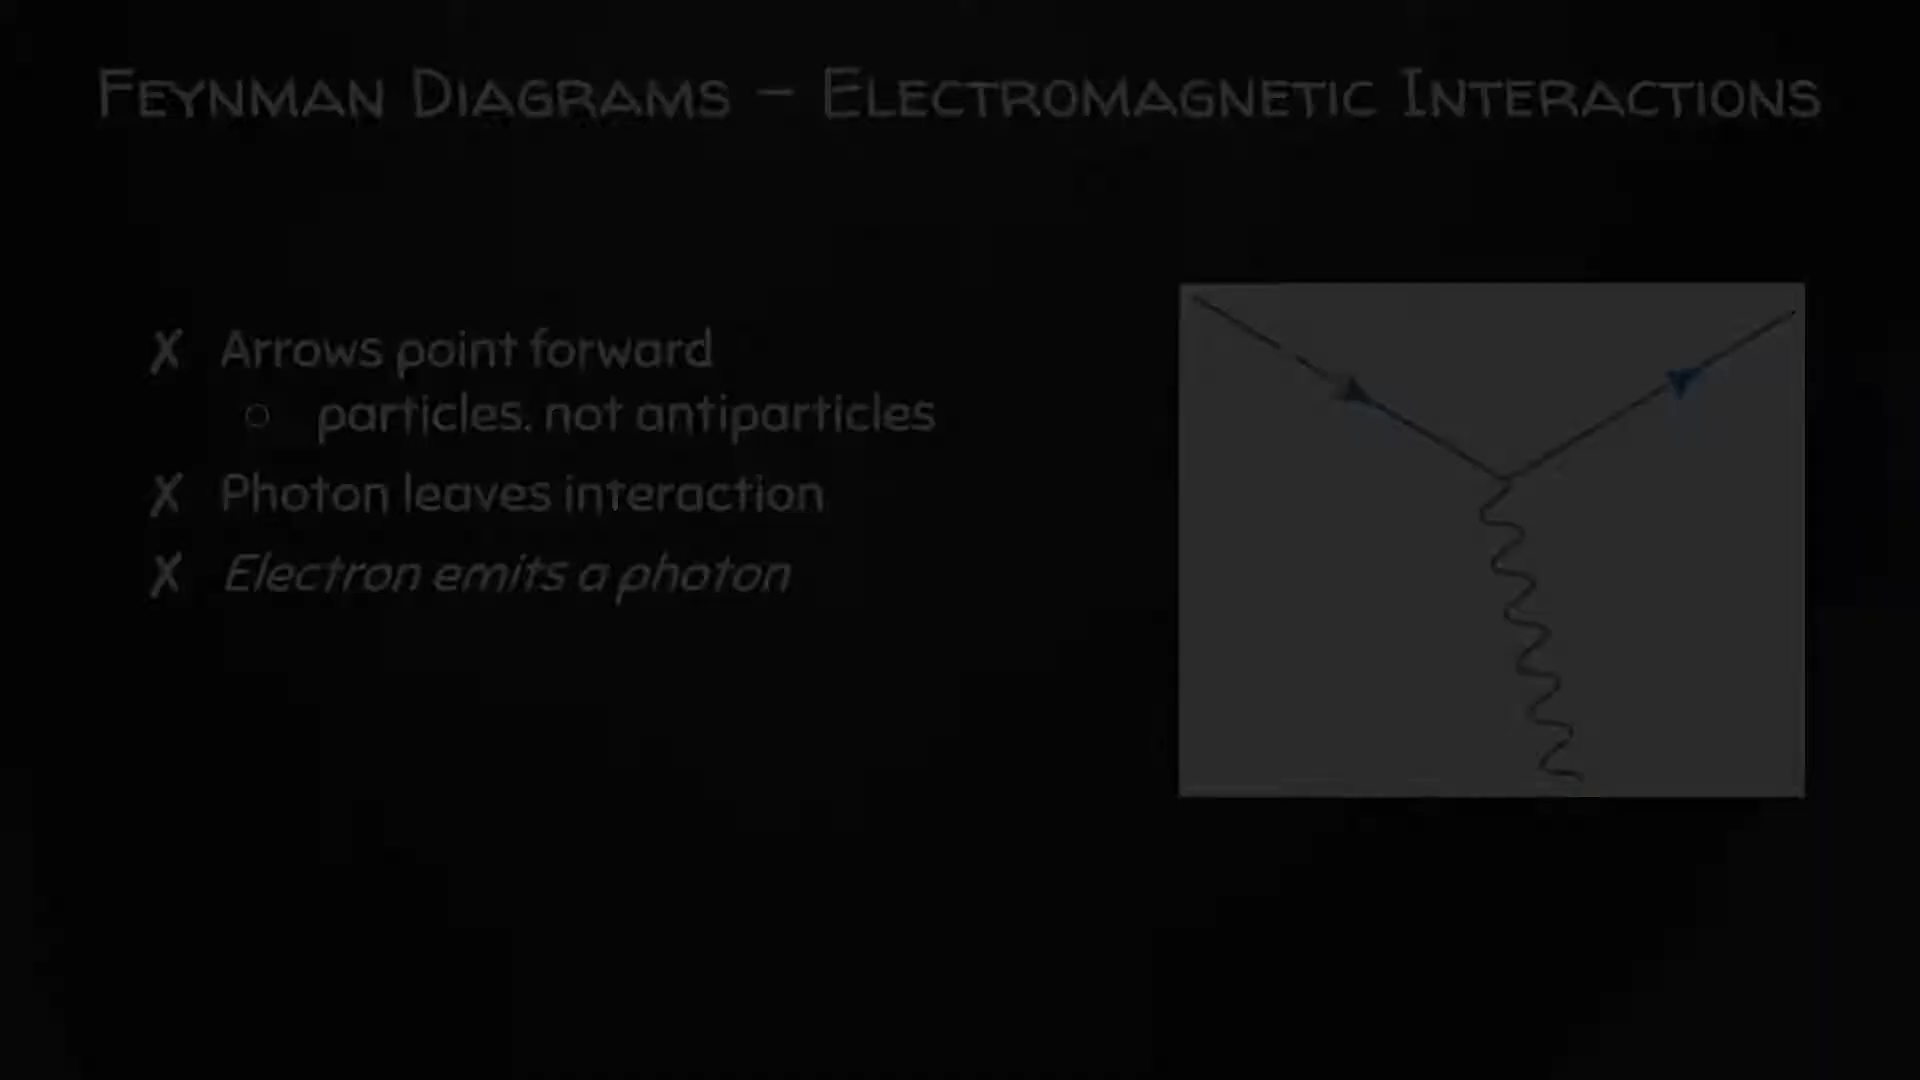 Feynman Diagrams – Electromagnetic Interactions
✗ Arrows point forward
○ particles, not antiparticles
✗ Photon leaves interaction
✗ Electron emits a photon